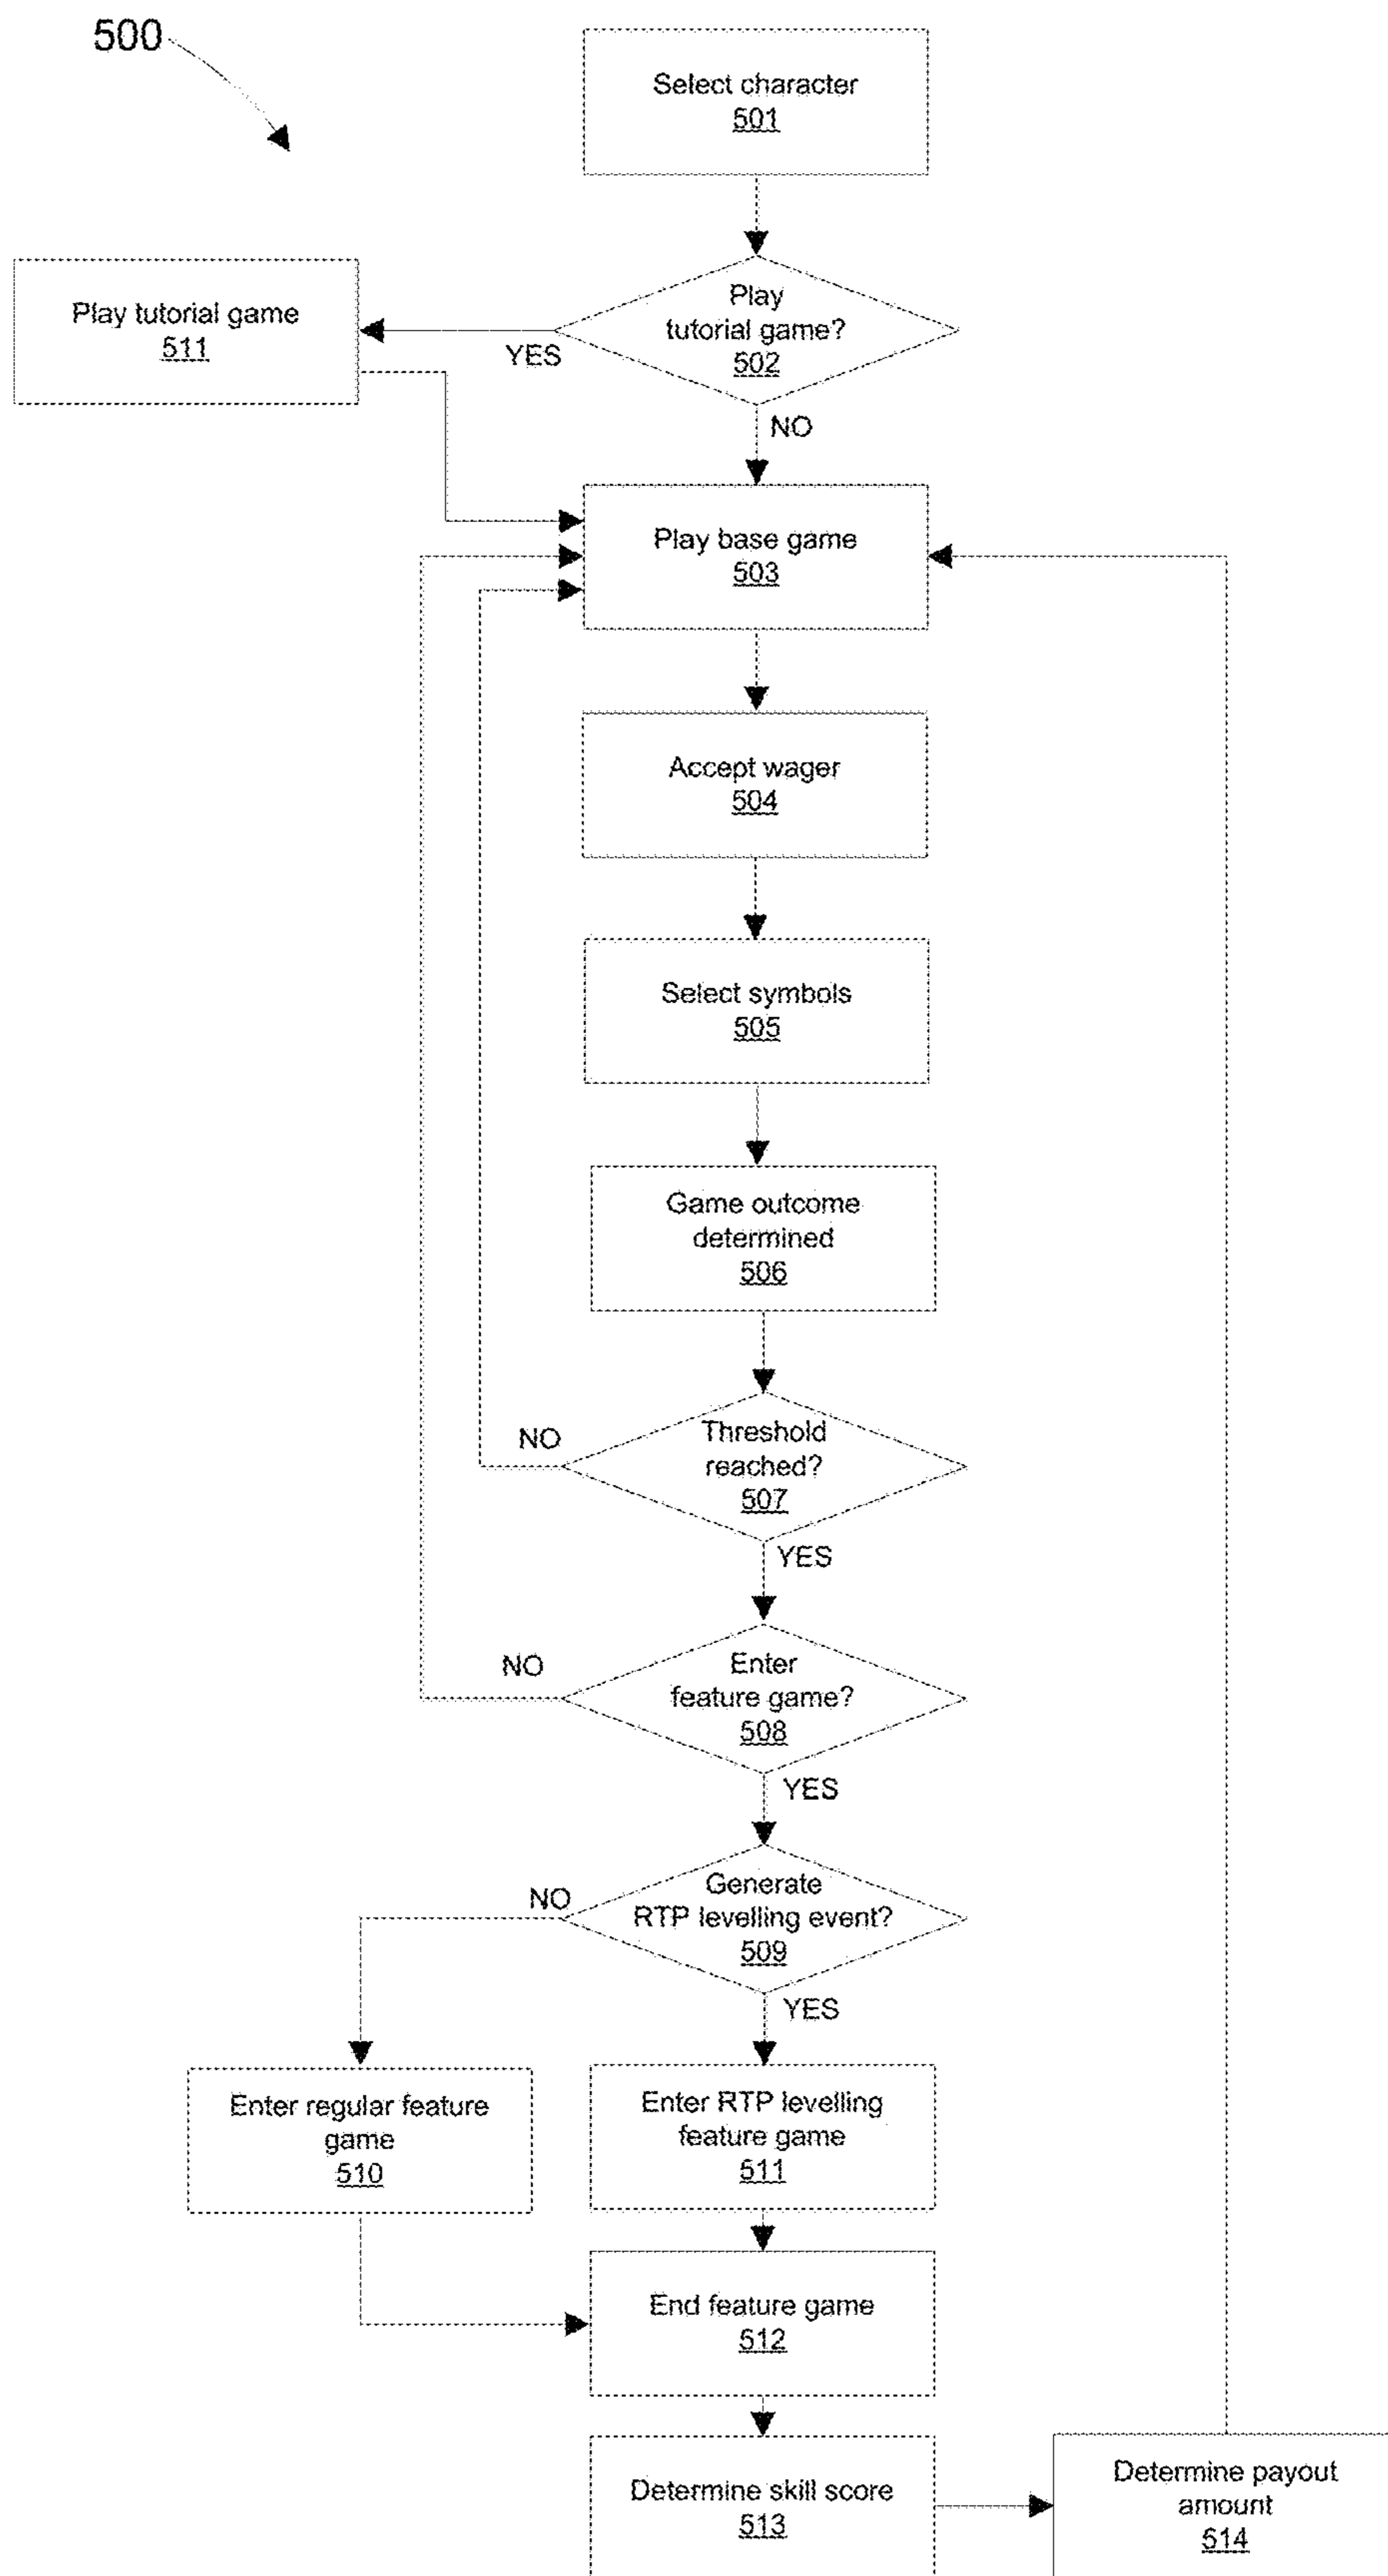 500
Select character
501
Play
tutorial game?
502
YES
NO
Play tutorial game
511
Play base game
503
Accept wager
504
Select symbols
505
Game outcome
determined
506
Threshold
reached?
507
NO
YES
Enter
feature game?
508
NO
YES
Generate
RTP levelling event?
509
NO
YES
Enter regular feature
game
510
Enter RTP levelling
feature game
511
End feature game
512
Determine skill score
513
Determine payout
amount
514